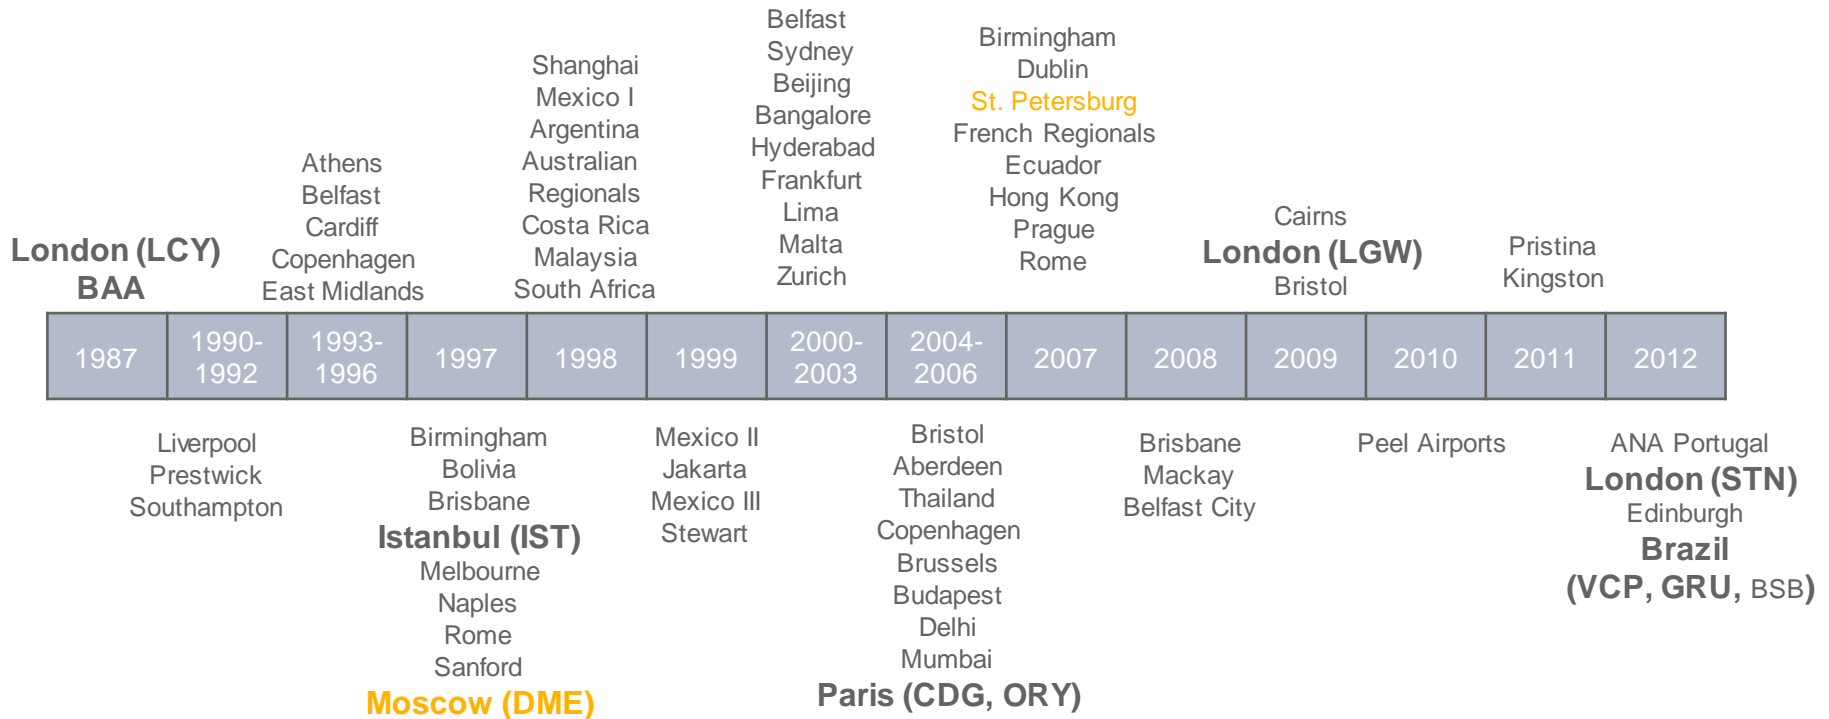 London (LCY)
BAA
Athens
Belfast
Cardiff
Copenhagen
East Midlands
Shanghai
Mexico I
Argentina
Australian
Regionals
Costa Rica
Malaysia
South Africa
Belfast
Sydney
Beijing
Bangalore
Hyderabad
Frankfurt
Lima
Malta
Zurich
Birmingham
Dublin
St. Petersburg
French Regionals
Ecuador
Hong Kong
Prague
Rome
Cairns
London (LGW)
Bristol
Pristina
Kingston
1987
1990-
1992
1993-
1996
1997
1998
1999
2000-
2003
2004-
2006
2007
2008
2009
2010
2011
2012
Liverpool
Prestwick
Southampton
Birmingham
Bolivia
Brisbane
Istanbul (IST)
Melbourne
Naples
Rome
Sanford
Moscow (DME)
Mexico II
Jakarta
Mexico III
Stewart
Bristol
Aberdeen
Thailand
Copenhagen
Brussels
Budapest
Delhi
Mumbai
Paris (CDG, ORY)
Brisbane
Mackay
Belfast City
Peel Airports
ANA Portugal
London (STN)
Edinburgh
Brazil
(VCP, GRU, BSB)